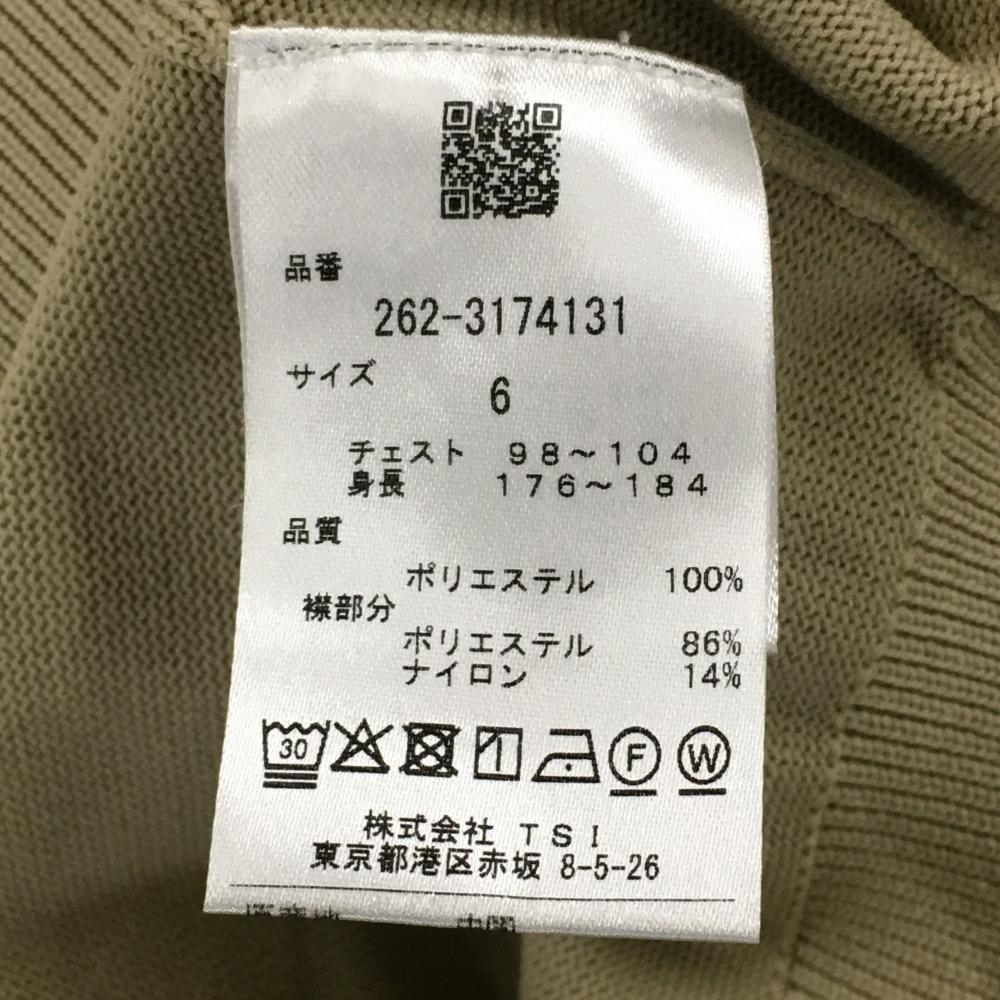 品番
262-3174131
サイズ 6
チェスト 98～104
身長 176～184
品質
ポリエステル 100%
襟部分
ポリエステル 86%
ナイロン 14%
30 F W
株式会社 TSI
東京都港区赤坂 8-5-26